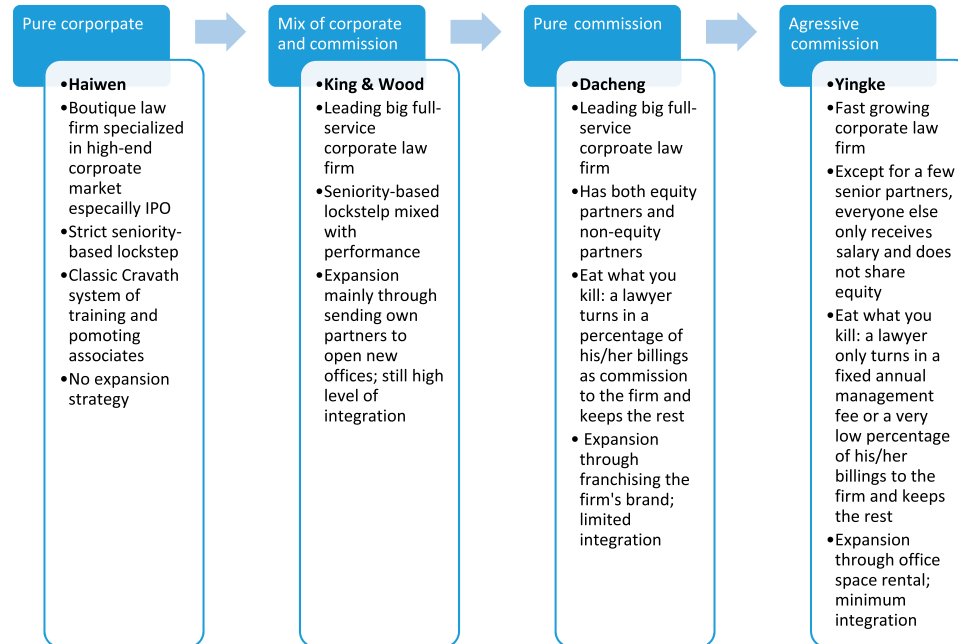 Pure corporpate
•Haiwen
•Boutique law
firm specialized
in high-end
corproate
market
especailly IPO
•Strict seniority-
based lockstep
•Classic Cravath
system of
training and
pomoting
associates
•No expansion
strategy
Mix of corporate
and commission
•King & Wood
•Leading big full-
service
corporate law
firm
•Seniority-based
lockstelp mixed
with
performance
•Expansion
mainly through
sending own
partners to
open new
offices; still high
level of
integration
Pure commission
•Dacheng
•Leading big full-
service
corproate law
firm
•Has both equity
partners and
non-equity
partners
•Eat what you
kill: a lawyer
turns in a
percentage of
his/her billings
as commission
to the firm and
keeps the rest
• Expansion
through
franchising the
firm's brand;
limited
integration
Agressive
commission
•Yingke
•Fast growing
corporate law
firm
•Except for a few
senior partners,
everyone else
only receives
salary and does
not share
equity
•Eat what you
kill: a lawyer
only turns in a
fixed annual
management
fee or a very
low percentage
of his/her
billings to the
firm and keeps
the rest
•Expansion
through office
space rental;
minimum
integration